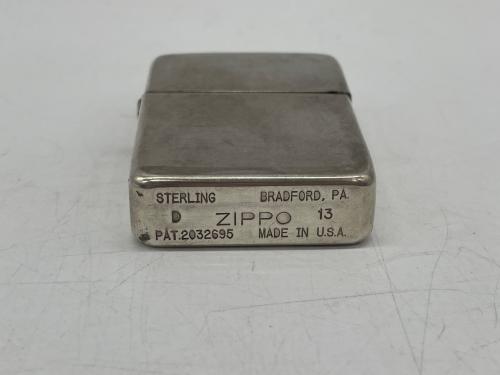 STERLING BRADFORD, PA.
D ZIPPO 13
PAT.2032695 MADE IN U.S.A.